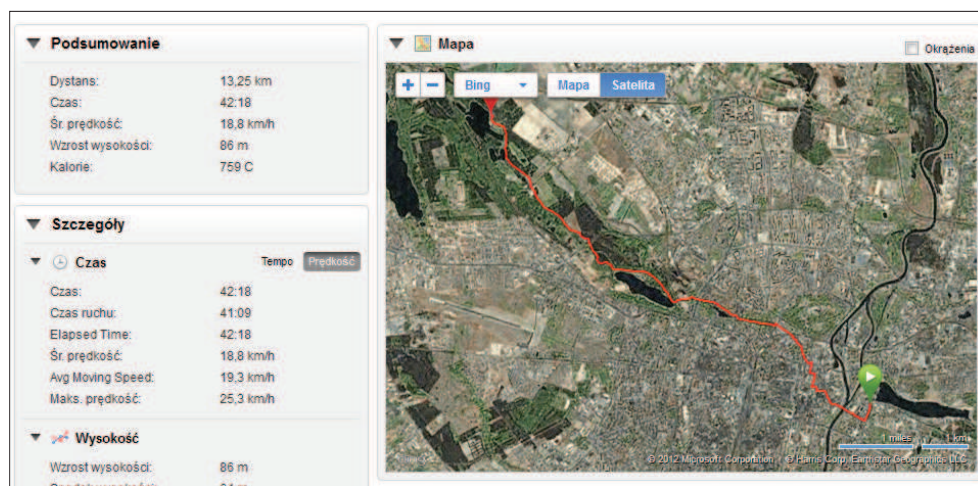 Podsumowanie
Dystans: 13,25 km
Czas: 42:18
Śr. prędkość: 18,8 km/h
Wzrost wysokości: 86 m
Kalorie: 759 C
Szczegóły
Czas Tempo Prędkość
Czas: 42:18
Czas ruchu: 41:09
Elapsed Time: 42:18
Śr. prędkość: 18,8 km/h
Avg Moving Speed: 19,3 km/h
Maks. prędkość: 25,3 km/h
Wysokość
Wzrost wysokości: 86 m
Mapa Okrążenia
+ − Bing Mapa Satelita
1 miles 1 km
© 2012 Microsoft Corporation © Harris Corp, Earthstar Geographics LLC